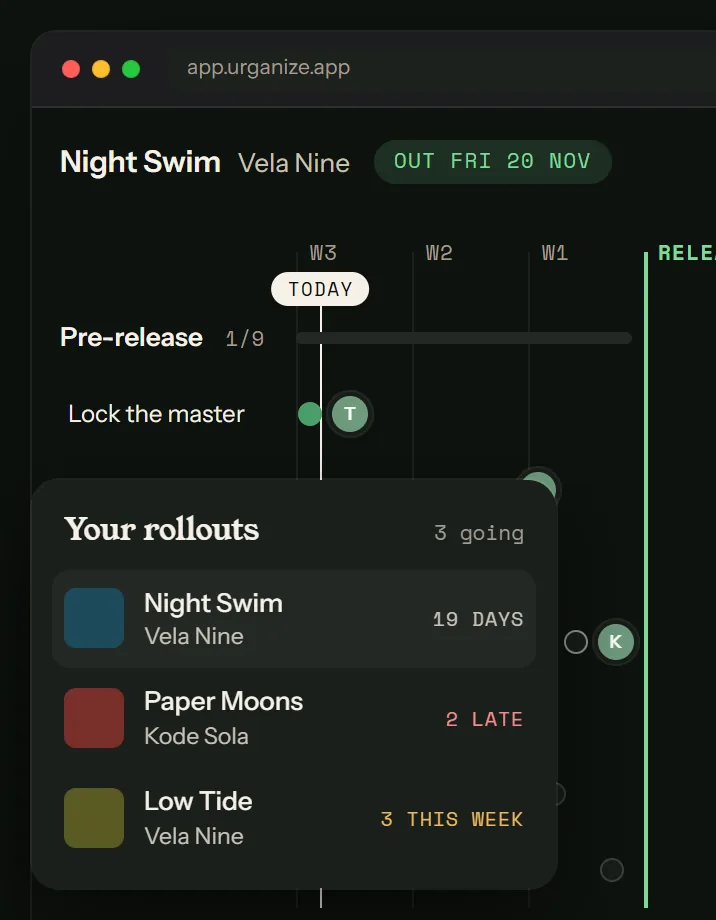 app.urganize.app
Night Swim Vela Nine OUT FRI 20 NOV
W3 W2 W1 RELEA
TODAY
Pre-release 1/9
Lock the master T
Your rollouts 3 going
Night Swim
Vela Nine
19 DAYS
K
Paper Moons
Kode Sola
2 LATE
Low Tide
Vela Nine
3 THIS WEEK